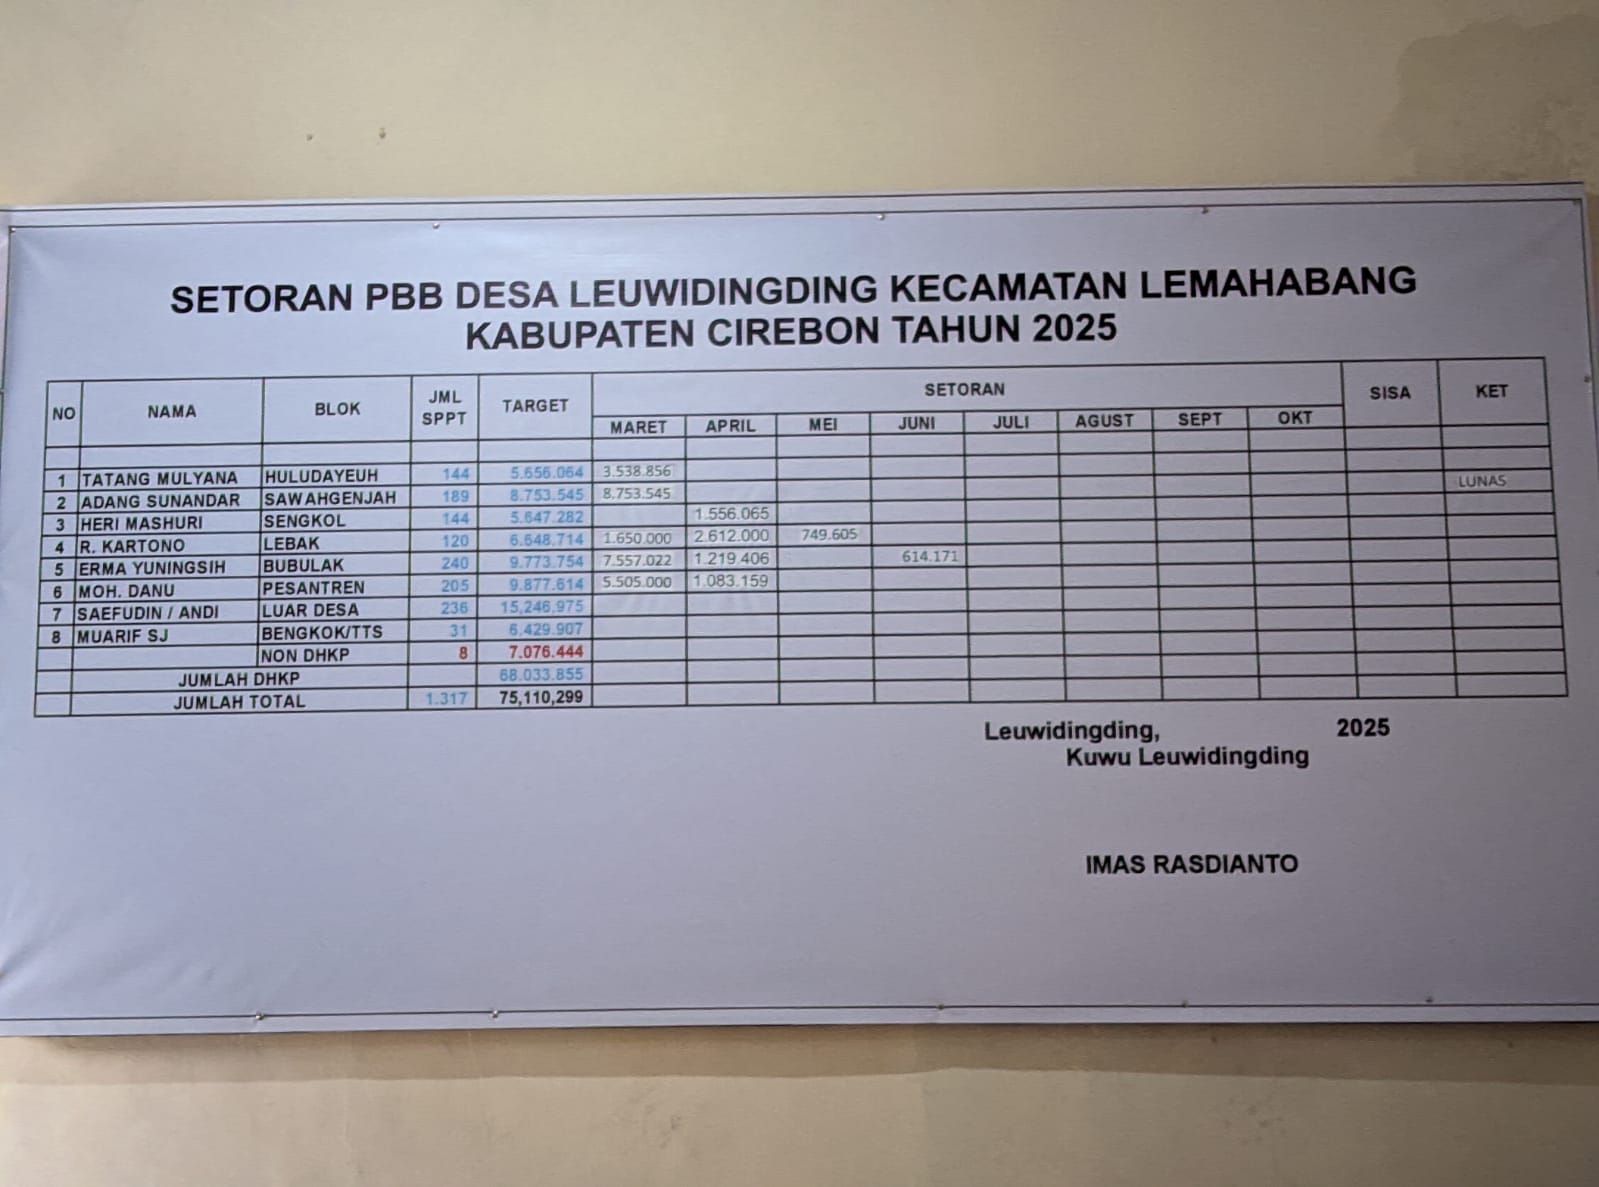 SETORAN PBB DESA LEUWIDINGDING KECAMATAN LEMAHABANG
KABUPATEN CIREBON TAHUN 2025
NO NAMA BLOK JML SPPT TARGET SETORAN SISA KET
MARET APRIL MEI JUNI JULI AGUST SEPT OKT
1 TATANG MULYANA HULUDAYEUH 144 5.656.064 3.538.856
2 ADANG SUNANDAR SAWAHGENJAH 189 8.753.545 8.753.545 LUNAS
3 HERI MASHURI SENGKOL 144 5.647.282 1.556.065
4 R. KARTONO LEBAK 120 6.648.714 1.650.000 2.612.000 749.605
5 ERMA YUNINGSIH BUBULAK 240 9.773.754 7.557.022 1.219.406 614.171
6 MOH. DANU PESANTREN 205 9.877.614 5.505.000 1.083.159
7 SAEFUDIN / ANDI LUAR DESA 236 15,246,975
8 MUARIF SJ BENGKOK/TTS 31 6,429.907
NON DHKP 8 7.076.444
JUMLAH DHKP 68.033.855
JUMLAH TOTAL 1.317 75,110,299
Leuwidingding, 2025
Kuwu Leuwidingding
IMAS RASDIANTO